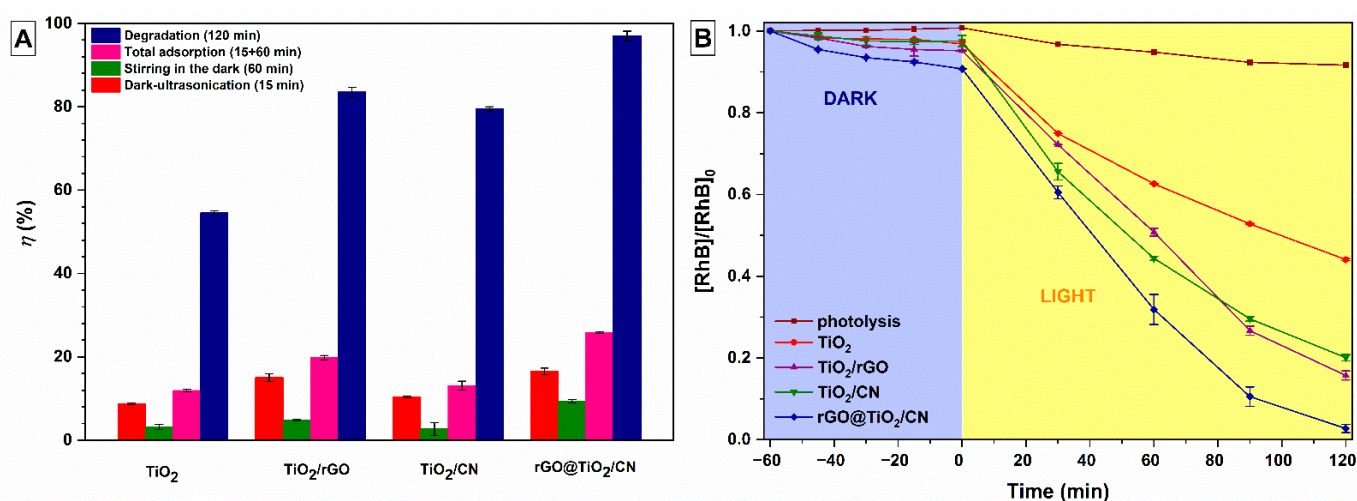 A
100
80
60
40
20
0
η (%)
Degradation (120 min)
Total adsorption (15+60 min)
Stirring in the dark (60 min)
Dark-ultrasonication (15 min)
TiO₂
TiO₂/rGO
TiO₂/CN
rGO@TiO₂/CN
B
1.0
0.8
0.6
0.4
0.2
0.0
[RhB]/[RhB]₀
DARK
LIGHT
photolysis
TiO₂
TiO₂/rGO
TiO₂/CN
rGO@TiO₂/CN
−60 −40 −20 0 20 40 60 80 100 120
Time (min)